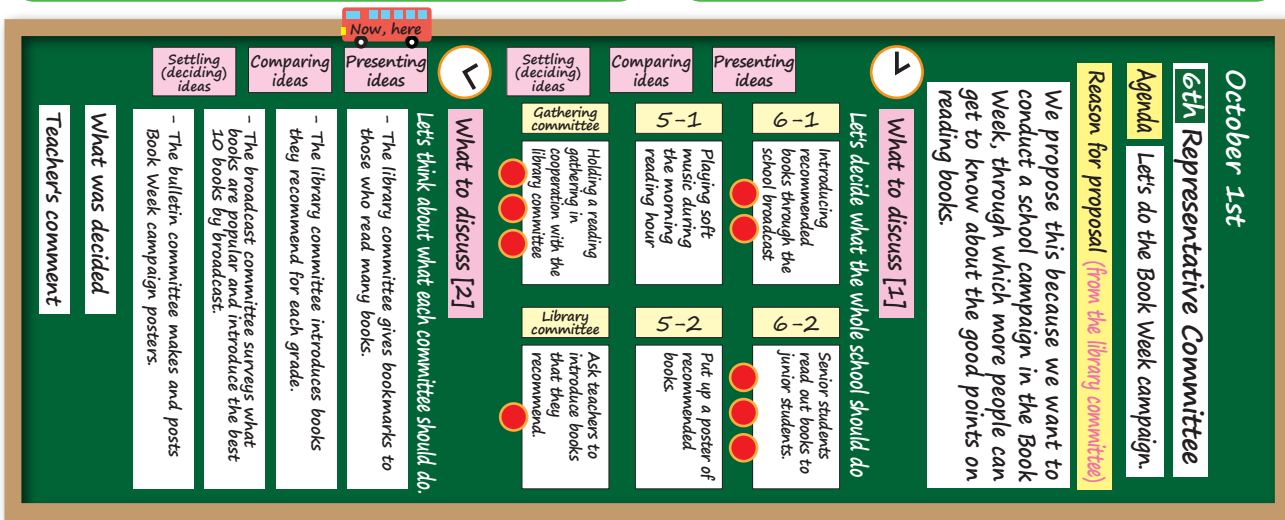 October 1st
6th Representative Committee
Agenda Let's do the Book Week campaign.
Reason for proposal (from the library committee)
We propose this because we want to
conduct a school campaign in the Book
Week, through which more people can
get to know about the good points on
reading books.
What to discuss [1]
Let's decide what the whole school should do
Presenting
ideas
Comparing
ideas
Settling
(deciding)
ideas
6-1
Introducing
recommended
books through the
school broadcast
6-2
Senior students
read out books to
junior students.
5-1
Playing soft
music during
the morning
reading hour
5-2
Put up a poster of
recommended
books.
Gathering
committee
Holding a reading
gathering in
cooperation with the
library committee
Library
committee
Ask teachers to
introduce books
that they
recommend.
What to discuss [2]
Let's think about what each committee should do.
Now, here
Presenting
ideas
Comparing
ideas
Settling
(deciding)
ideas
- The library committee gives bookmarks to
those who read many books.
- The library committee introduces books
they recommend for each grade.
- The broadcast committee surveys what
books are popular and introduce the best
10 books by broadcast.
- The bulletin committee makes and posts
Book Week campaign posters.
What was decided
Teacher's comment